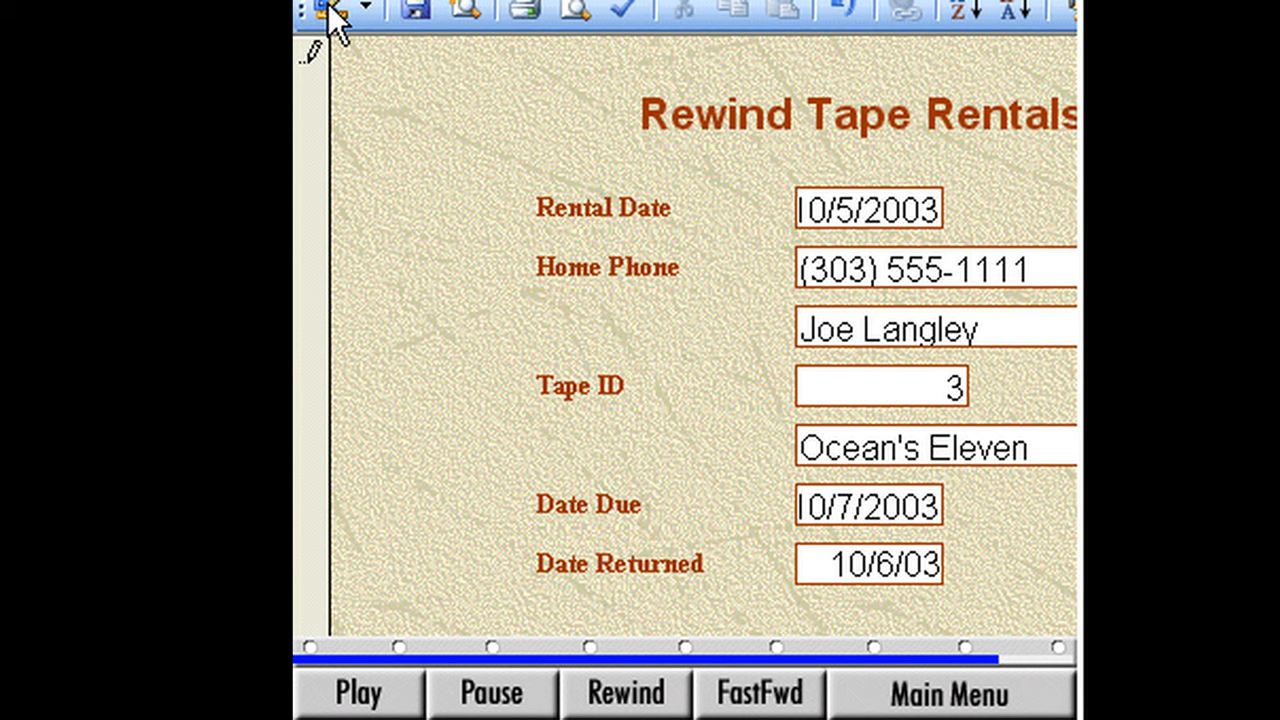 Rewind Tape Rentals
Rental Date 10/5/2003
Home Phone (303) 555-1111
Joe Langley
Tape ID 3
Ocean's Eleven
Date Due 10/7/2003
Date Returned 10/6/03
Play Pause Rewind FastFwd Main Menu